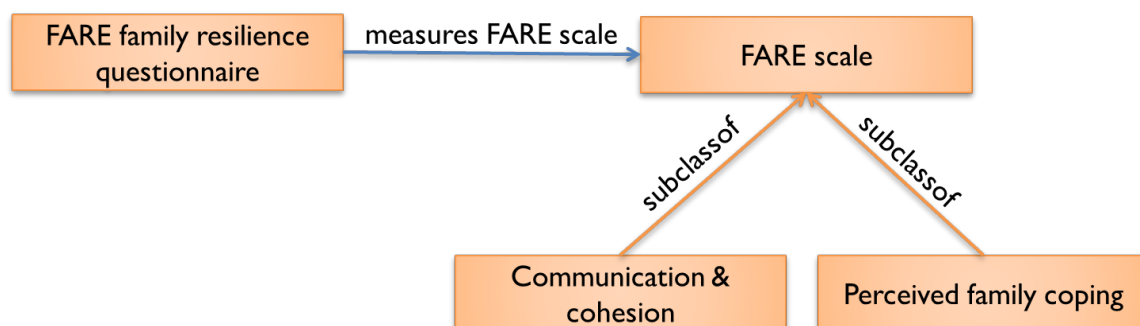 FARE family resilience
questionnaire
measures FARE scale
FARE scale
subclassof
subclassof
Communication &
cohesion
Perceived family coping